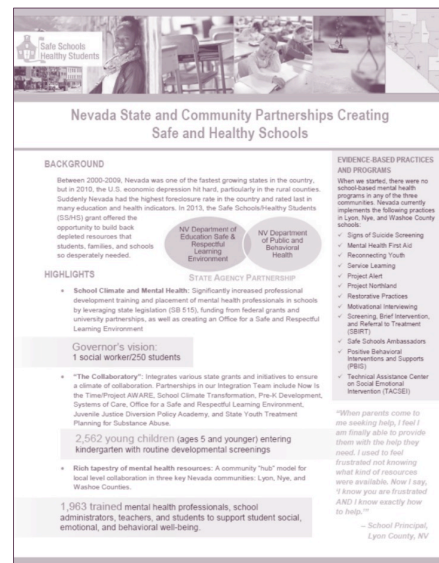 Safe Schools
Healthy Students
Nevada State and Community Partnerships Creating
Safe and Healthy Schools
BACKGROUND
Between 2000-2009, Nevada was one of the fastest growing states in the country,
but in 2010, the U.S. economic depression hit hard, particularly in the rural counties.
Suddenly Nevada had the highest foreclosure rate in the country and rated last in
many education and health indicators. In 2013, the Safe Schools/Healthy Students
(SS/HS) grant offered the
opportunity to build back
depleted resources that
students, families, and schools
so desperately needed.
NV Department of
Education Safe &
Respectful
Learning
Environment
NV Department
of Public and
Behavioral
Health
STATE AGENCY PARTNERSHIP
HIGHLIGHTS
• School Climate and Mental Health: Significantly increased professional
development training and placement of mental health professionals in schools
by leveraging state legislation (SB 515), funding from federal grants and
university partnerships, as well as creating an Office for a Safe and Respectful
Learning Environment
Governor's vision:
1 social worker/250 students
• "The Collaboratory": Integrates various state grants and initiatives to ensure
a climate of collaboration. Partnerships in our Integration Team include Now Is
the Time/Project AWARE, School Climate Transformation, Pre-K Development,
Systems of Care, Office for a Safe and Respectful Learning Environment,
Juvenile Justice Diversion Policy Academy, and State Youth Treatment
Planning for Substance Abuse.
2,562 young children (ages 5 and younger) entering
kindergarten with routine developmental screenings
• Rich tapestry of mental health resources: A community "hub" model for
local level collaboration in three key Nevada communities: Lyon, Nye, and
Washoe Counties.
1,963 trained mental health professionals, school
administrators, teachers, and students to support student social,
emotional, and behavioral well-being.
EVIDENCE-BASED PRACTICES
AND PROGRAMS
When we started, there were no
school-based mental health
programs in any of the three
communities. Nevada currently
implements the following practices
in Lyon, Nye, and Washoe County
schools:
✓ Signs of Suicide Screening
✓ Mental Health First Aid
✓ Reconnecting Youth
✓ Service Learning
✓ Project Alert
✓ Project Northland
✓ Restorative Practices
✓ Motivational Interviewing
✓ Screening, Brief Intervention,
and Referral to Treatment
(SBIRT)
✓ Safe Schools Ambassadors
✓ Positive Behavioral
Interventions and Supports
(PBIS)
✓ Technical Assistance Center
on Social Emotional
Intervention (TACSEI)
"When parents come to
me seeking help, I feel I
am finally able to provide
them with the help they
need. I used to feel
frustrated not knowing
what kind of resources
were available. Now I say,
'I know you are frustrated
AND I know exactly how
to help.'"
– School Principal,
Lyon County, NV